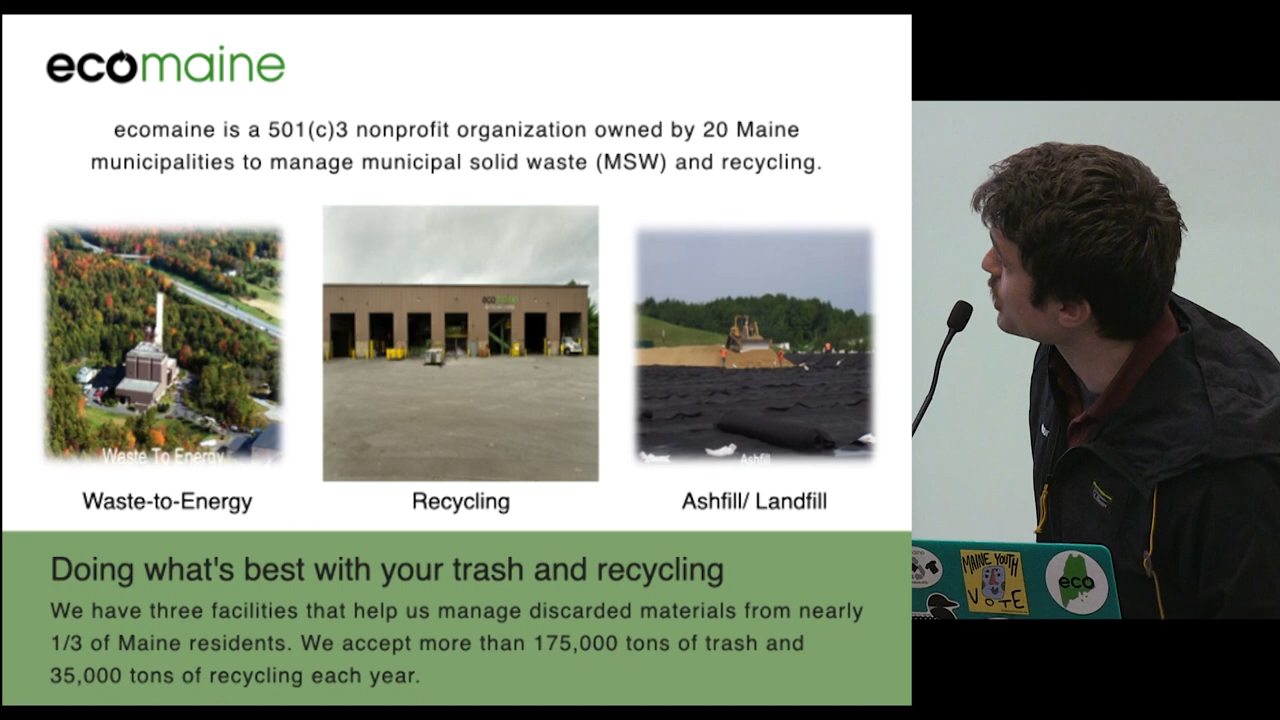 ecomaine
ecomaine is a 501(c)3 nonprofit organization owned by 20 Maine
municipalities to manage municipal solid waste (MSW) and recycling.
Waste To Energy
Ashfill
Waste-to-Energy
Recycling
Ashfill/ Landfill
Doing what's best with your trash and recycling
We have three facilities that help us manage discarded materials from nearly
1/3 of Maine residents. We accept more than 175,000 tons of trash and
35,000 tons of recycling each year.
MAINE YOUTH
VOTE
eco